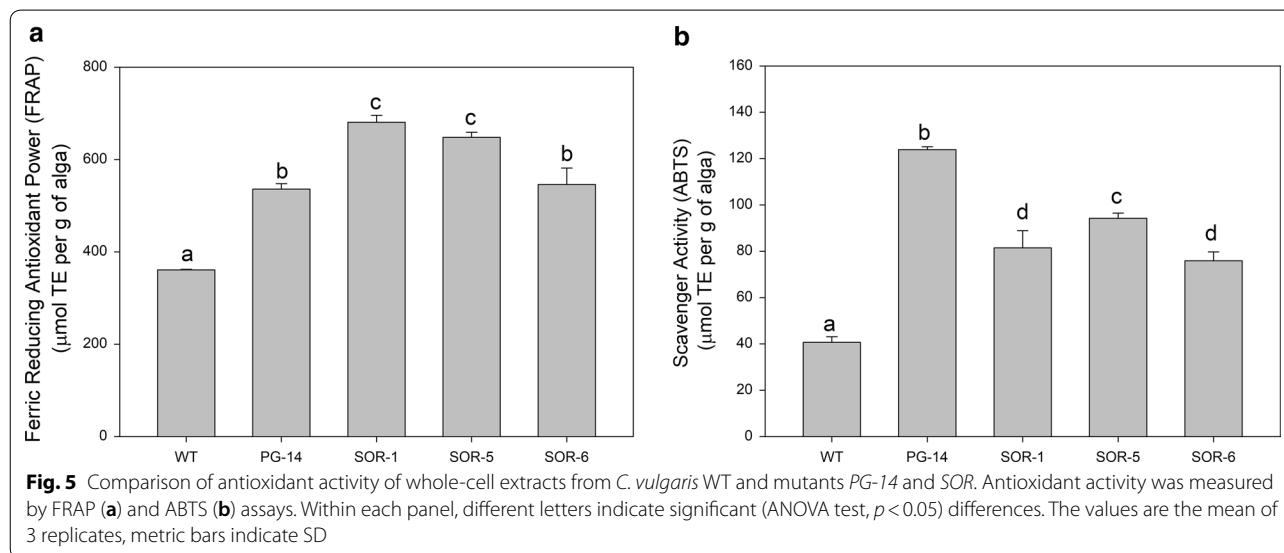 a
Ferric Reducing Antioxidant Power (FRAP)
(µmol TE per g of alga)
800
600
400
200
0
a
b
c
c
b
WT PG-14 SOR-1 SOR-5 SOR-6
b
Scavenger Activity (ABTS)
(µmol TE per g of alga)
160
140
120
100
80
60
40
20
0
a
b
d
c
d
WT PG-14 SOR-1 SOR-5 SOR-6
Fig. 5 Comparison of antioxidant activity of whole-cell extracts from C. vulgaris WT and mutants PG-14 and SOR. Antioxidant activity was measured
by FRAP (a) and ABTS (b) assays. Within each panel, different letters indicate significant (ANOVA test, p < 0.05) differences. The values are the mean of
3 replicates, metric bars indicate SD